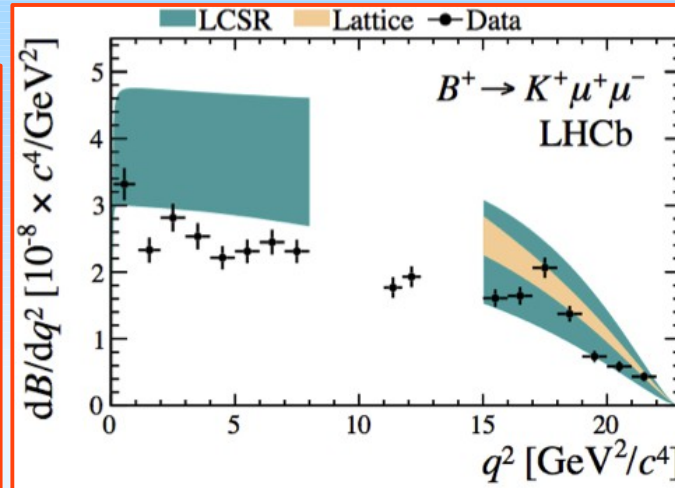 LCSR Lattice Data
B⁺ → K⁺μ⁺μ⁻
LHCb
dB/dq² [10⁻⁸ × c⁴/GeV²]
5
4
3
2
1
0
0 5 10 15 20
q² [GeV²/c⁴]